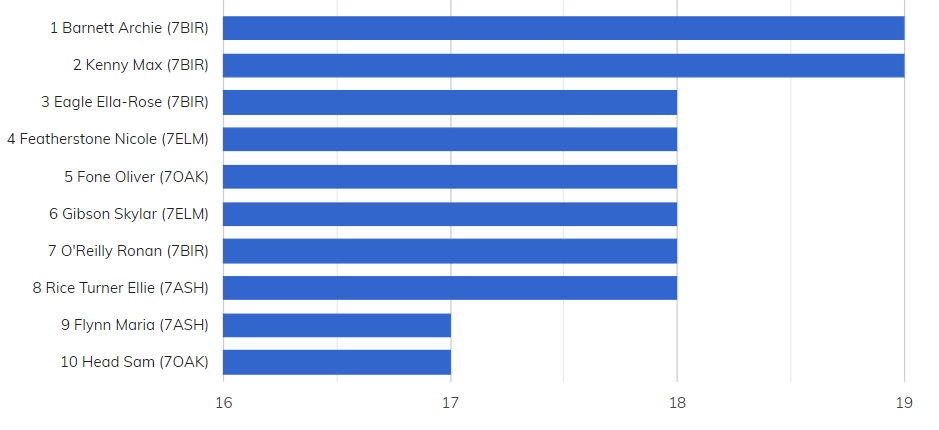 1 Barnett Archie (7BIR)
2 Kenny Max (7BIR)
3 Eagle Ella-Rose (7BIR)
4 Featherstone Nicole (7ELM)
5 Fone Oliver (7OAK)
6 Gibson Skylar (7ELM)
7 O'Reilly Ronan (7BIR)
8 Rice Turner Ellie (7ASH)
9 Flynn Maria (7ASH)
10 Head Sam (7OAK)
16 17 18 19